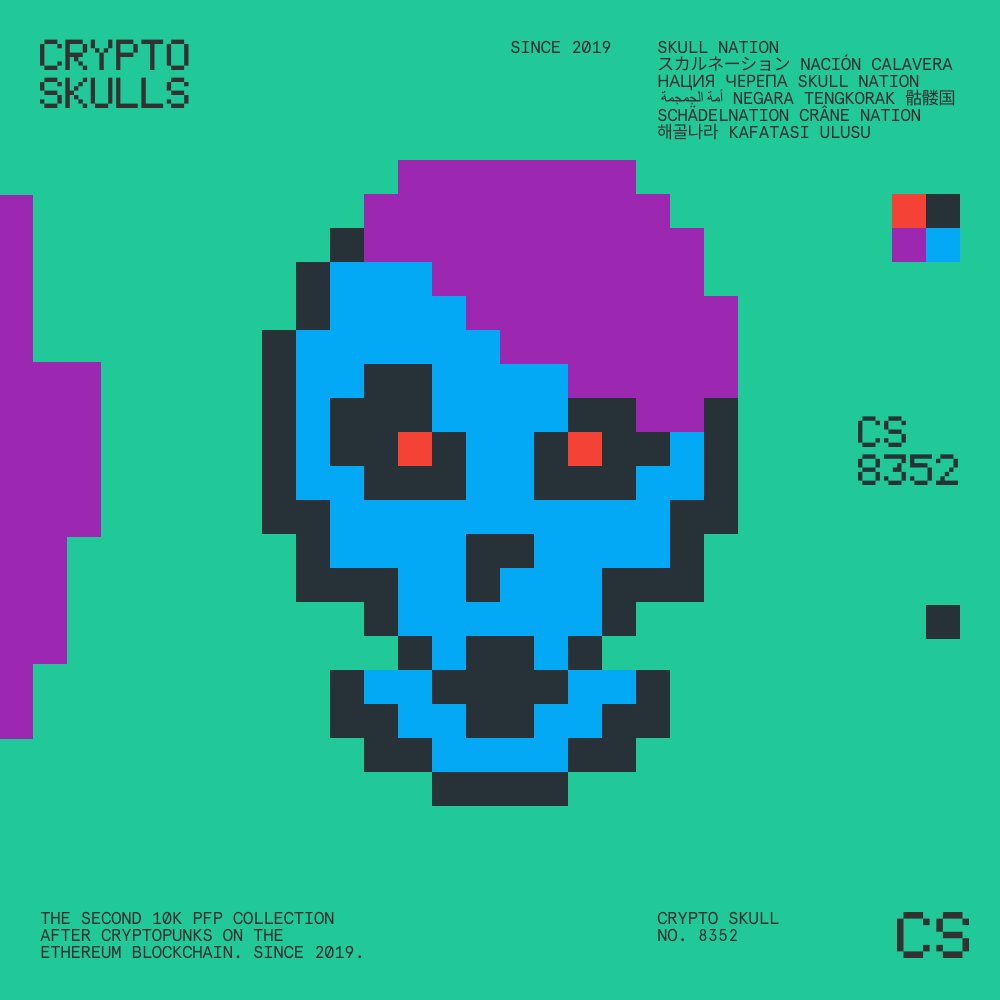 CRYPTO
SKULLS
SINCE 2019
SKULL NATION
スカルネーション NACIÓN CALAVERA
НАЦИЯ ЧЕРЕПА SKULL NATION
أمة الجمجمة NEGARA TENGKORAK 骷髅国
SCHÄDELNATION CRÂNE NATION
해골나라 KAFATASI ULUSU
CS
8352
THE SECOND 10K PFP COLLECTION
AFTER CRYPTOPUNKS ON THE
ETHEREUM BLOCKCHAIN. SINCE 2019.
CRYPTO SKULL
NO. 8352
CS